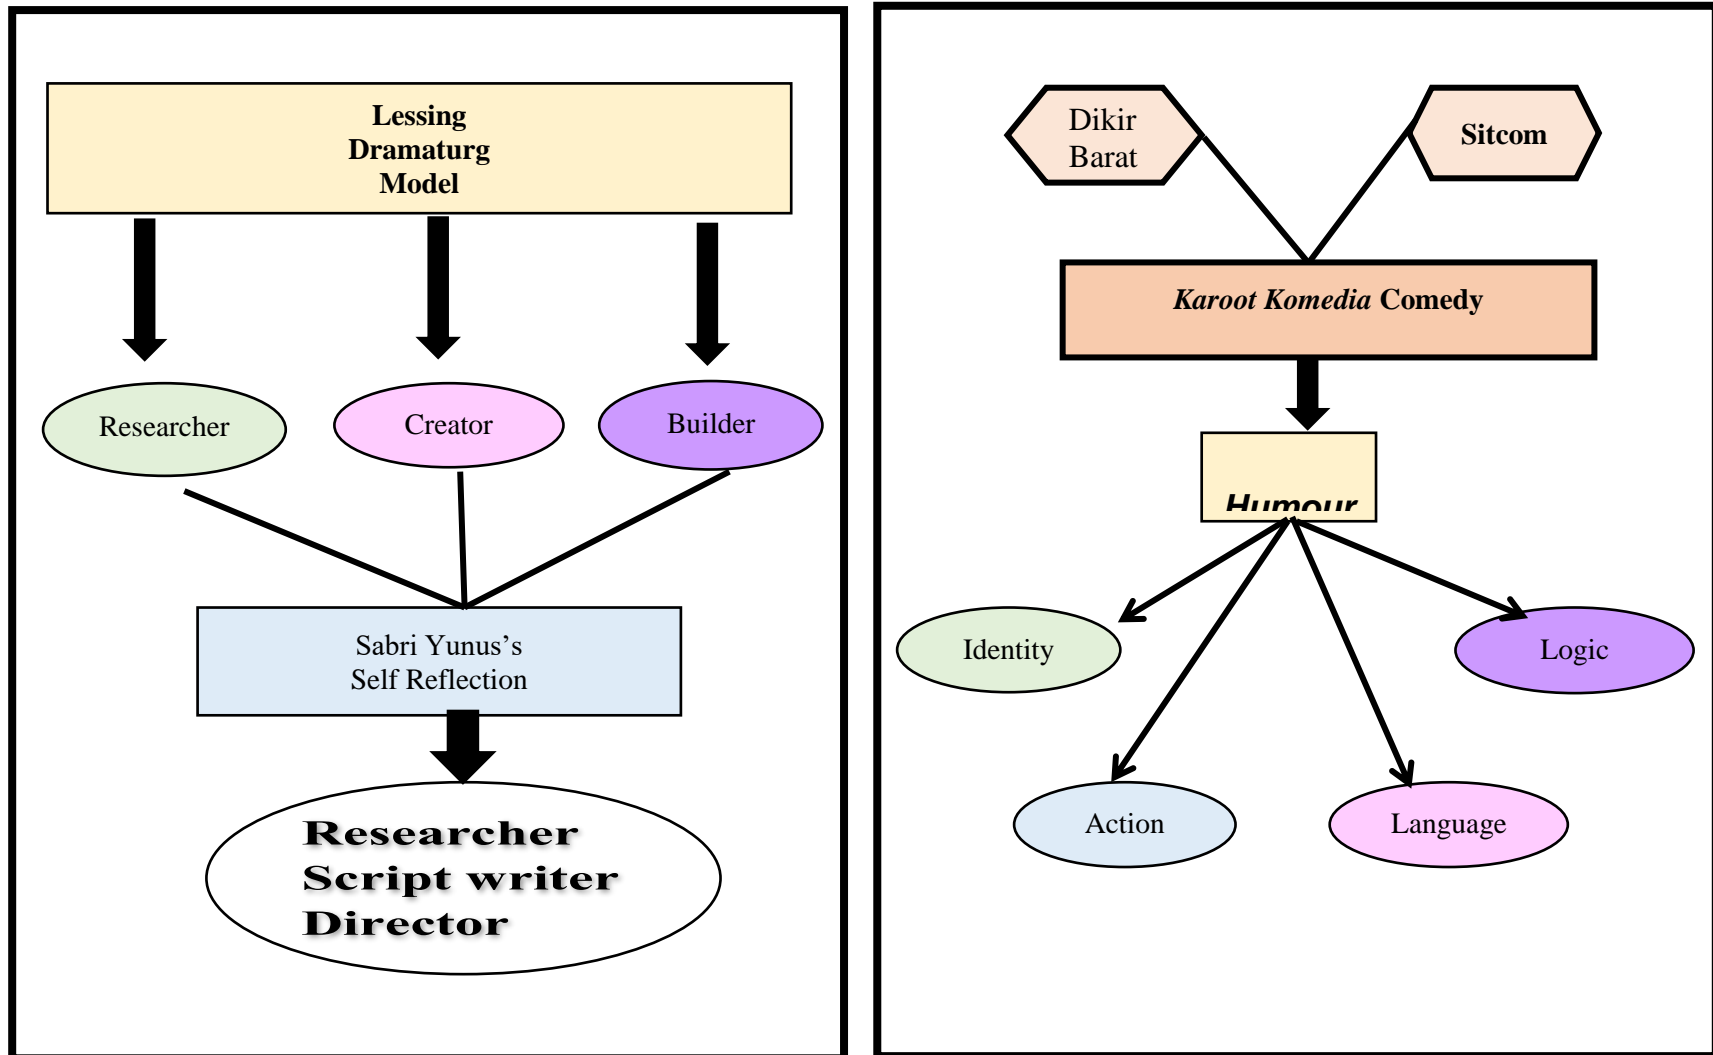 Lessing
Dramaturg
Model
Researcher
Creator
Builder
Sabri Yunus’s
Self Reflection
Researcher
Script writer
Director
Dikir
Barat
Sitcom
Karoot Komedia Comedy
Humour
Identity
Logic
Action
Language